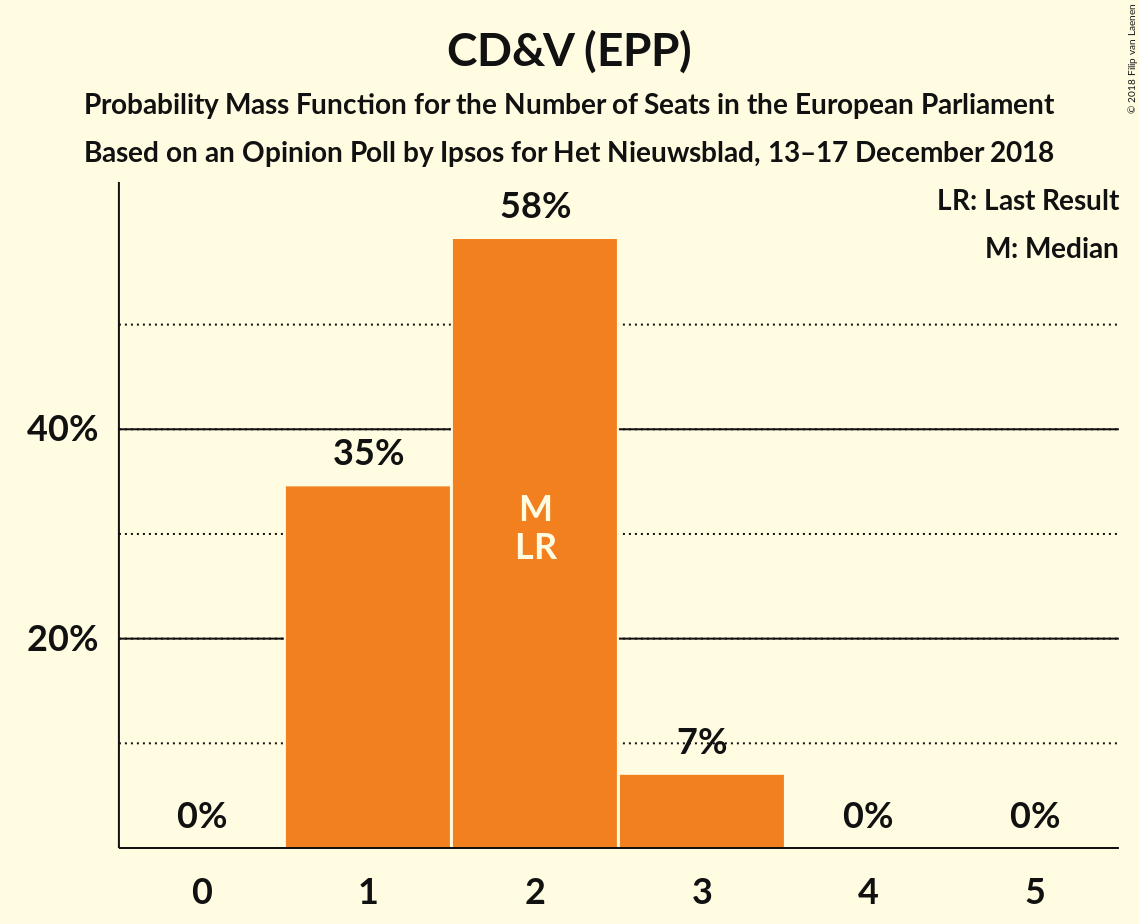 CD&V (EPP)
Probability Mass Function for the Number of Seats in the European Parliament
Based on an Opinion Poll by Ipsos for Het Nieuwsblad, 13–17 December 2018
© 2018 Filip van Laenen
LR: Last Result
M: Median
58%
40%
35%
M
LR
20%
7%
0%
0%
0%
0 1 2 3 4 5